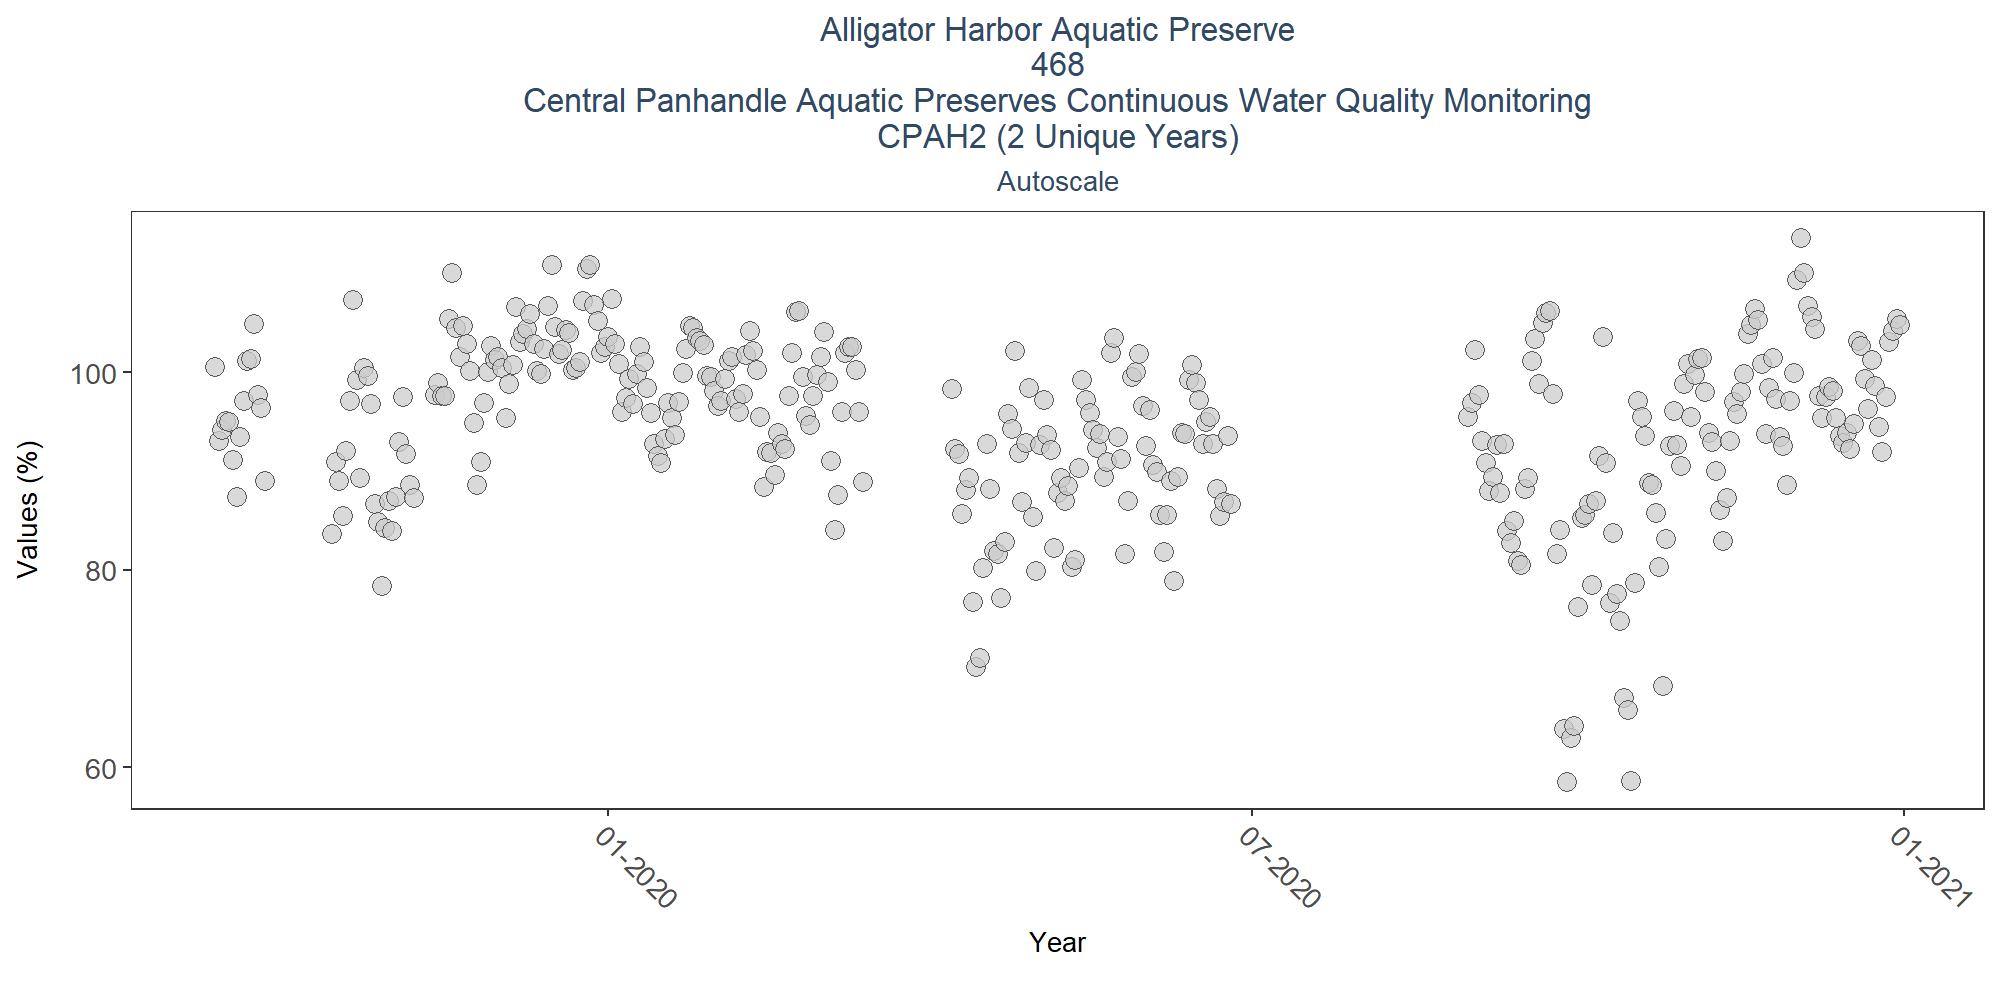 Alligator Harbor Aquatic Preserve
468
Central Panhandle Aquatic Preserves Continuous Water Quality Monitoring
CPAH2 (2 Unique Years)
Autoscale
Values (%)
100
80
60
01-2020
07-2020
01-2021
Year